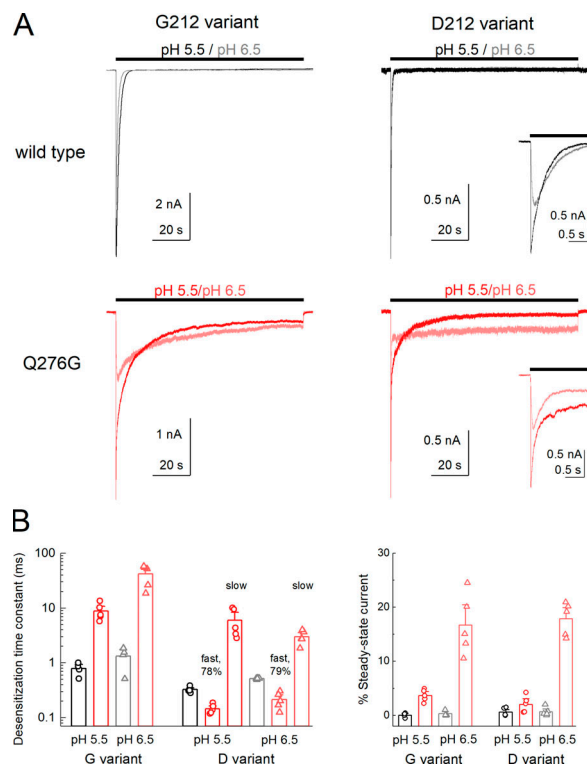 A
G212 variant
D212 variant
pH 5.5 / pH 6.5
pH 5.5 / pH 6.5
wild type
2 nA
20 s
0.5 nA
20 s
0.5 nA
0.5 s
pH 5.5/pH 6.5
pH 5.5/pH 6.5
Q276G
1 nA
20 s
0.5 nA
20 s
0.5 nA
0.5 s
B
Desensitization time constant (ms)
100
10
1
0.1
slow
slow
fast,
78%
fast,
79%
pH 5.5
pH 6.5
pH 5.5
pH 6.5
G variant
D variant
% Steady-state current
30
20
10
0
pH 5.5
pH 6.5
pH 5.5
pH 6.5
G variant
D variant